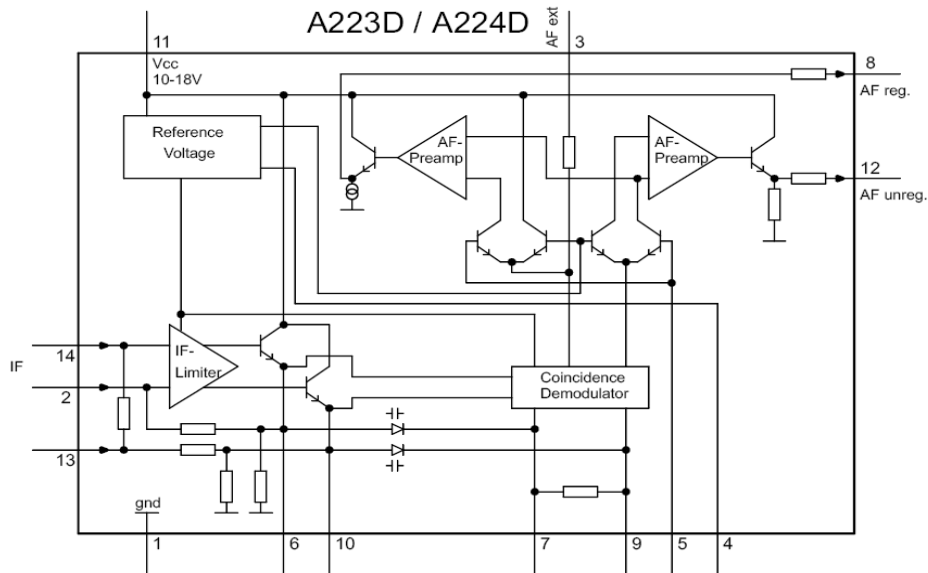 A223D / A224D
AF ext
11
3
Vcc
10-18V
8
AF reg.
Reference
Voltage
AF-
Preamp
AF-
Preamp
12
AF unreg.
14
IF
IF-
Limiter
2
Coincidence
Demodulator
13
gnd
1
6
10
7
9
5
4